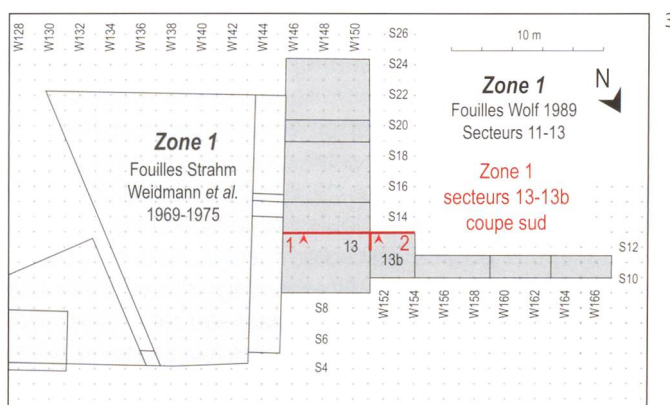 W128
W130
W132
W134
W136
W138
W140
W142
W144
W146
W148
W150
S26
S24
S22
S20
S18
S16
S14
10 m
Zone 1
Fouilles Wolf 1989
Secteurs 11-13
N
Zone 1
secteurs 13-13b
coupe sud
Zone 1
Fouilles Strahm
Weidmann et al.
1969-1975
1
13
2
13b
S12
S10
W152
W154
W156
W158
W160
W162
W164
W166
S8
S6
S4
3